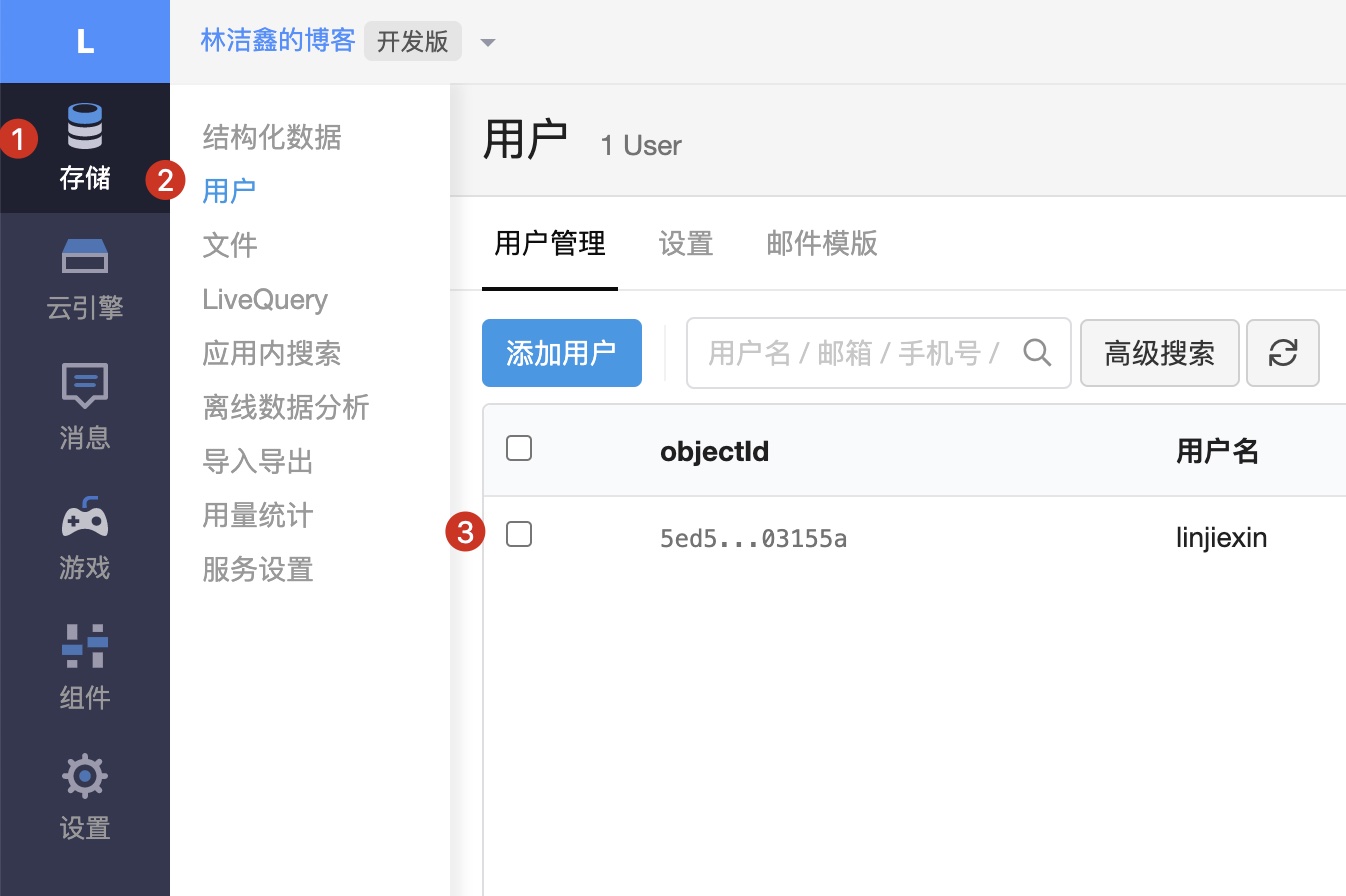 L
林洁鑫的博客 开发版
1
存储
云引擎
消息
游戏
组件
设置
结构化数据
2 用户
文件
LiveQuery
应用内搜索
离线数据分析
导入导出
用量统计
服务设置
用户 1 User
用户管理 设置 邮件模版
添加用户 用户名 / 邮箱 / 手机号 / 高级搜索
objectId 用户名
3 5ed5...03155a linjiexin